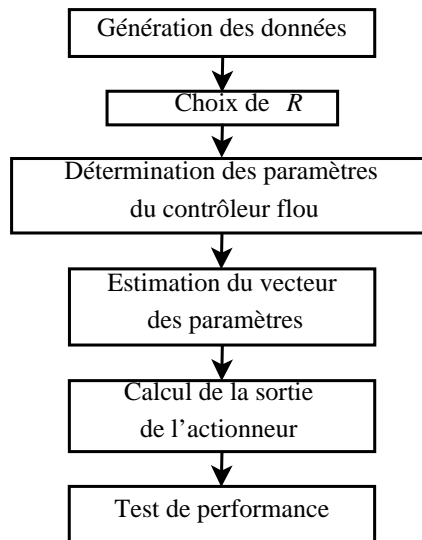 Génération des données
Choix de R
Détermination des paramètres
du contrôleur flou
Estimation du vecteur
des paramètres
Calcul de la sortie
de l’actionneur
Test de performance